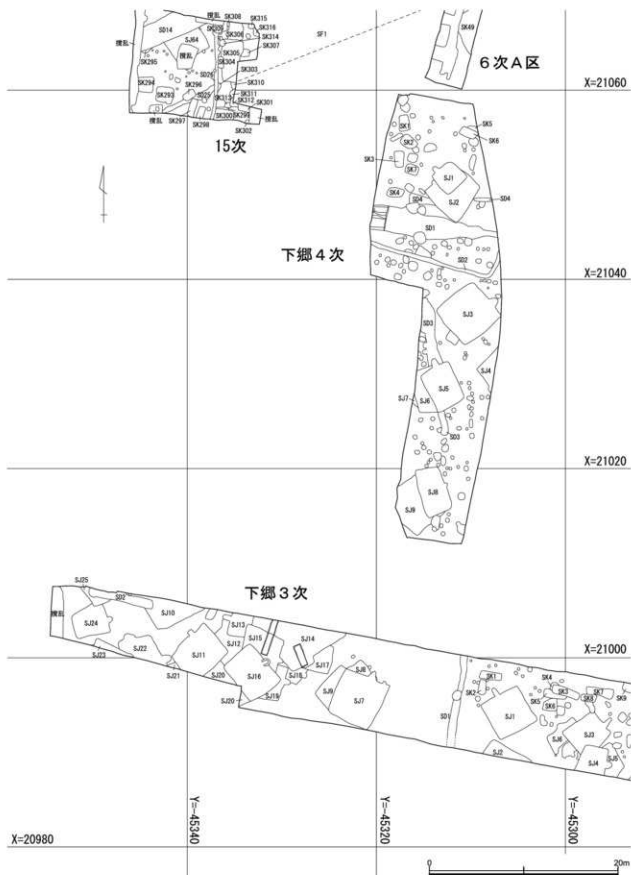 SK308
SK315
SD14
SK309
SK316
SK306
SK314
SF1
SJ64
SK307
撹乱
SK305
SK49
SK295
撹乱
SK304
SD26
SK303
6次A区
SK294
SK296
SK310
X=21060
SK293
SD25
SK311
SK313
SK312
SK301
撹乱
SK297
SK298
SK300
SK299
撹乱
SK302
15次
SK1
SK5
SK2
SK6
SK3
SK7
SJ1
SK4
SD4
SJ2
SD4
SD1
下郷4次
SD2
X=21040
SJ3
SD3
SJ4
SJ5
SJ7
SJ6
SD3
X=21020
SJ8
SJ9
下郷3次
SJ25
SD2
撹乱
SJ10
SJ13
SJ24
SJ15
SJ14
SJ12
SJ22
X=21000
SJ23
SJ11
SJ17
SJ21
SJ20
SJ16
SJ18
SJ8
SK1
SK4
SK3
SK7
SK2
SK5
SK8
SK9
SJ20
SJ19
SJ9
SJ7
SK6
SD1
SJ1
SJ6
SJ3
SJ2
SJ4
SJ5
Y=-45340
Y=-45320
Y=-45300
X=20980
0
20m